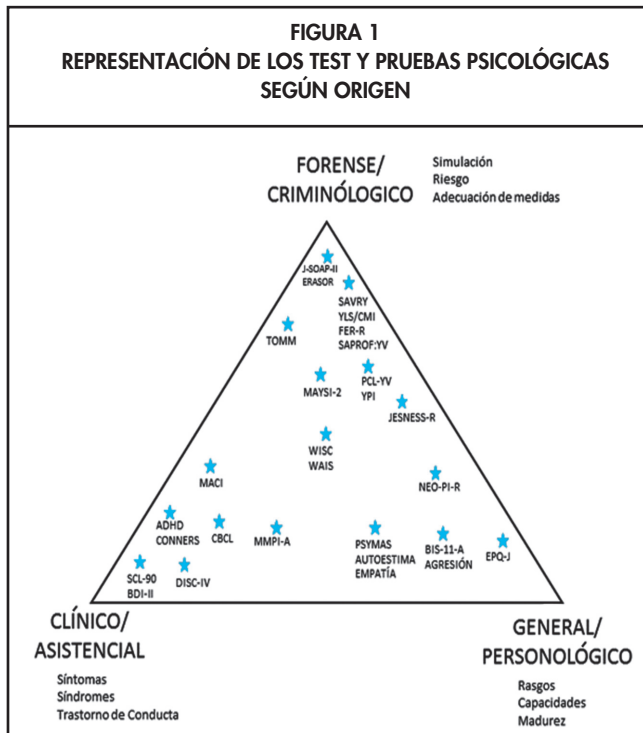 FIGURA 1
REPRESENTACIÓN DE LOS TEST Y PRUEBAS PSICOLÓGICAS
SEGÚN ORIGEN
FORENSE/
CRIMINÓLOGICO
Simulación
Riesgo
Adecuación de medidas
J-SOAP-II
ERASOR
SAVRY
YLS/CMI
FER-R
SAPROF:YV
TOMM
MAYSI-2
PCL-YV
YPI
JESNESS-R
WISC
WAIS
MACI
NEO-PI-R
ADHD
CONNERS
CBCL
MMPI-A
PSYMAS
AUTOESTIMA
EMPATÍA
BIS-11-A
AGRESIÓN
EPQ-J
SCL-90
BDI-II
DISC-IV
CLÍNICO/
ASISTENCIAL
Síntomas
Síndromes
Trastorno de Conducta
GENERAL/
PERSONOLÓGICO
Rasgos
Capacidades
Madurez